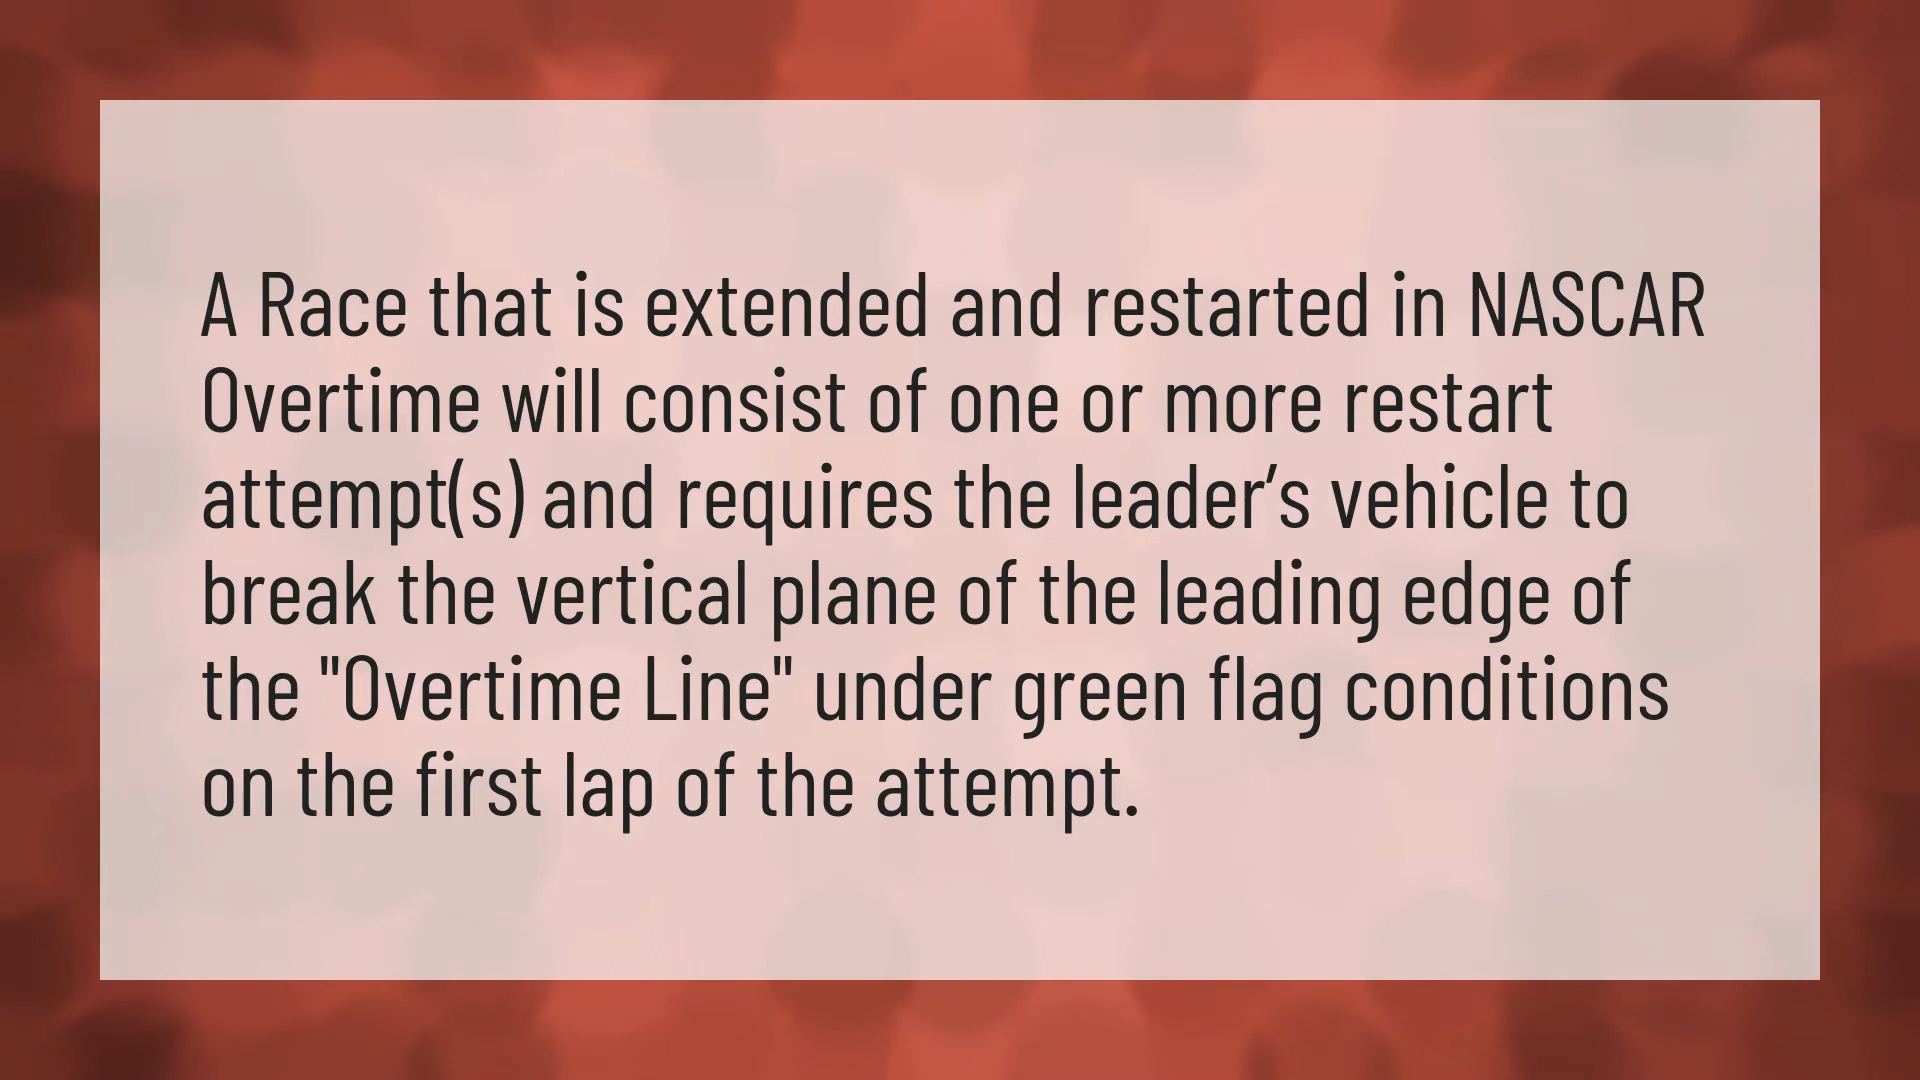 A Race that is extended and restarted in NASCAR
Overtime will consist of one or more restart
attempt(s) and requires the leader’s vehicle to
break the vertical plane of the leading edge of
the "Overtime Line" under green flag conditions
on the first lap of the attempt.